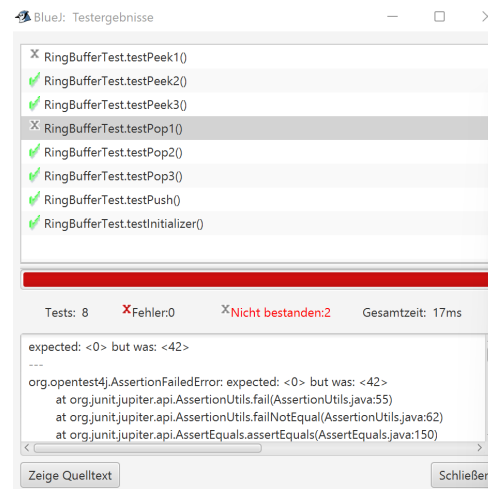 BlueJ: Testergebnisse
RingBufferTest.testPeek1()
RingBufferTest.testPeek2()
RingBufferTest.testPeek3()
RingBufferTest.testPop1()
RingBufferTest.testPop2()
RingBufferTest.testPop3()
RingBufferTest.testPush()
RingBufferTest.testInitializer()
Tests: 8 Fehler:0 Nicht bestanden:2 Gesamtzeit: 17ms
expected: <0> but was: <42>
---
org.opentest4j.AssertionFailedError: expected: <0> but was: <42>
at org.junit.jupiter.api.AssertionUtils.fail(AssertionUtils.java:55)
at org.junit.jupiter.api.AssertionUtils.failNotEqual(AssertionUtils.java:62)
at org.junit.jupiter.api.AssertEquals.assertEquals(AssertEquals.java:150)
Zeige Quelltext Schließer